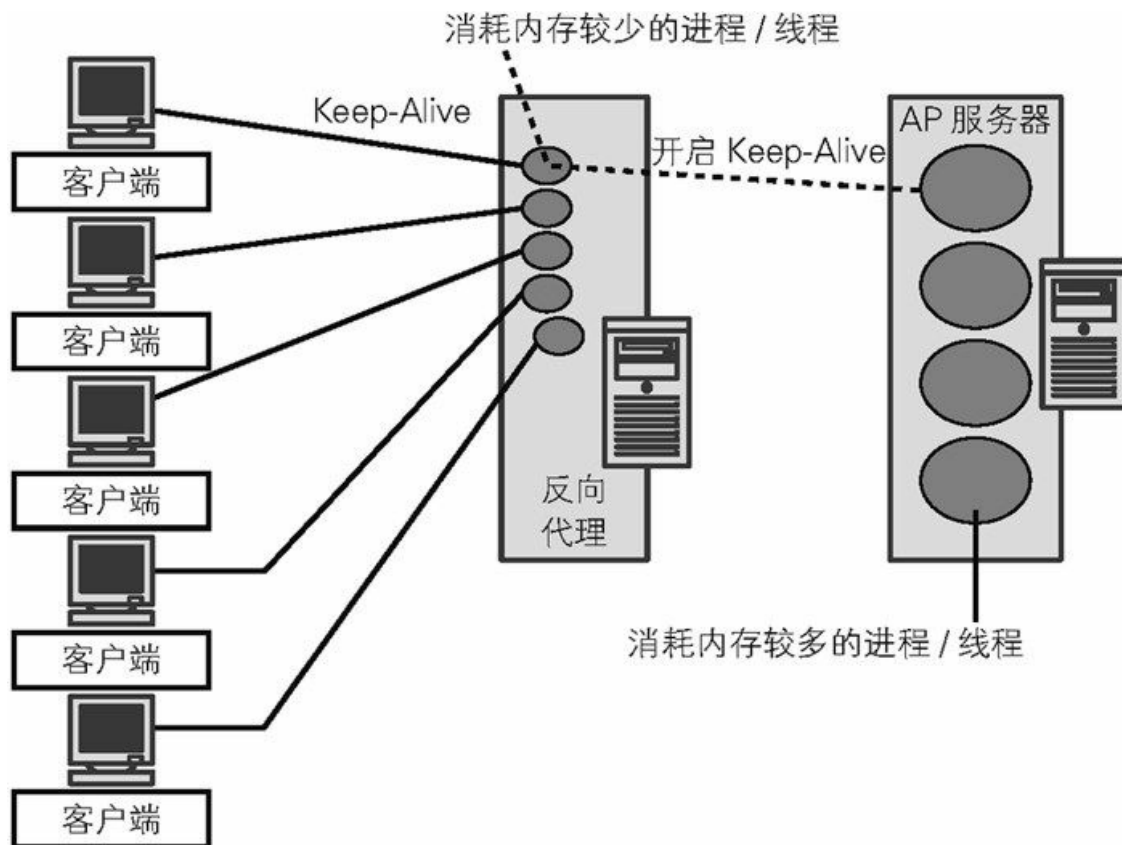 消耗内存较少的进程 / 线程
Keep-Alive
开启 Keep-Alive
AP 服务器
客户端
客户端
客户端
客户端
客户端
反向
代理
消耗内存较多的进程 / 线程